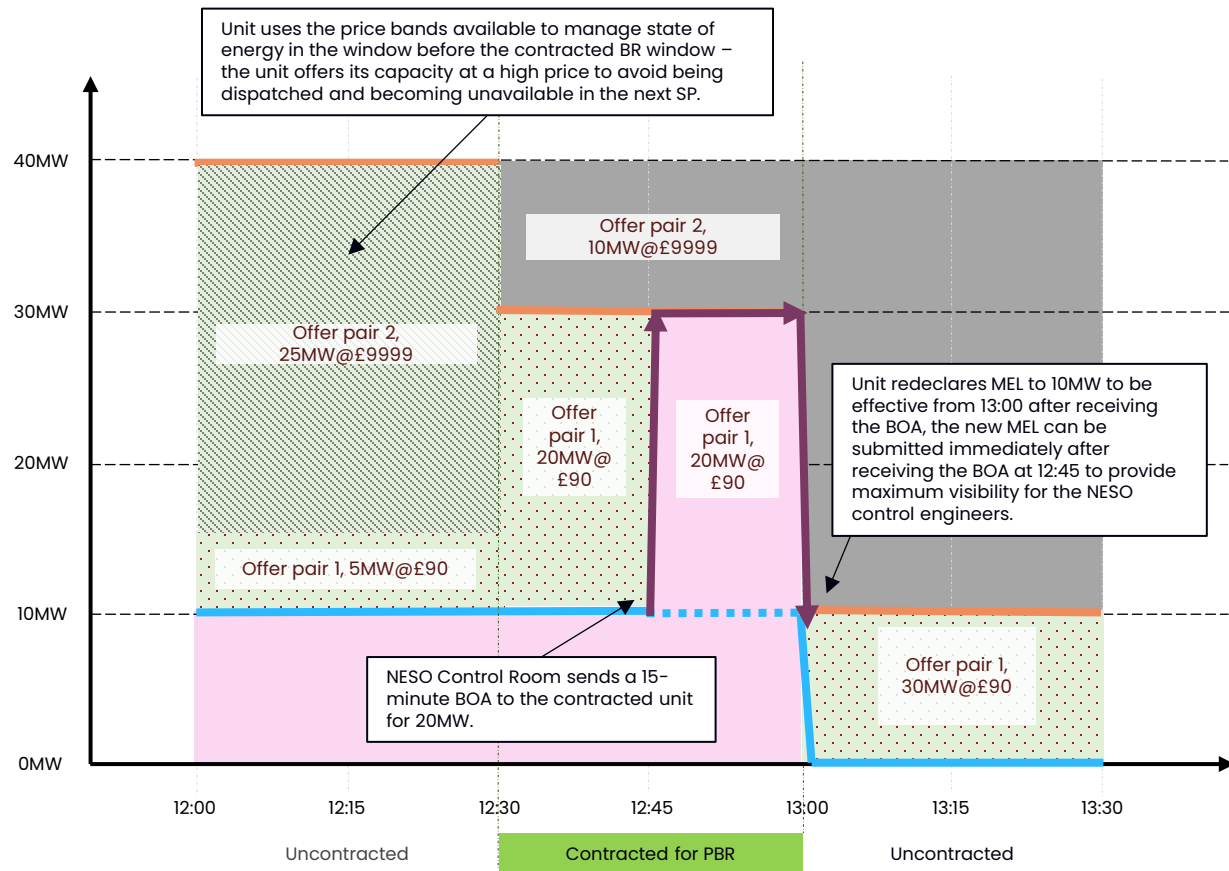 Unit uses the price bands available to manage state of
energy in the window before the contracted BR window –
the unit offers its capacity at a high price to avoid being
dispatched and becoming unavailable in the next SP.
40MW
Offer pair 2,
10MW@£9999
30MW
Offer pair 2,
25MW@£9999
Unit redeclares MEL to 10MW to be
effective from 13:00 after receiving
the BOA, the new MEL can be
submitted immediately after
receiving the BOA at 12:45 to provide
maximum visibility for the NESO
control engineers.
Offer
pair 1,
20MW@
£90
Offer
pair 1,
20MW@
£90
20MW
Offer pair 1, 5MW@£90
10MW
Offer pair 1,
30MW@£90
NESO Control Room sends a 15-
minute BOA to the contracted unit
for 20MW.
0MW
12:00
12:15
12:30
12:45
13:00
13:15
13:30
Uncontracted
Contracted for PBR
Uncontracted